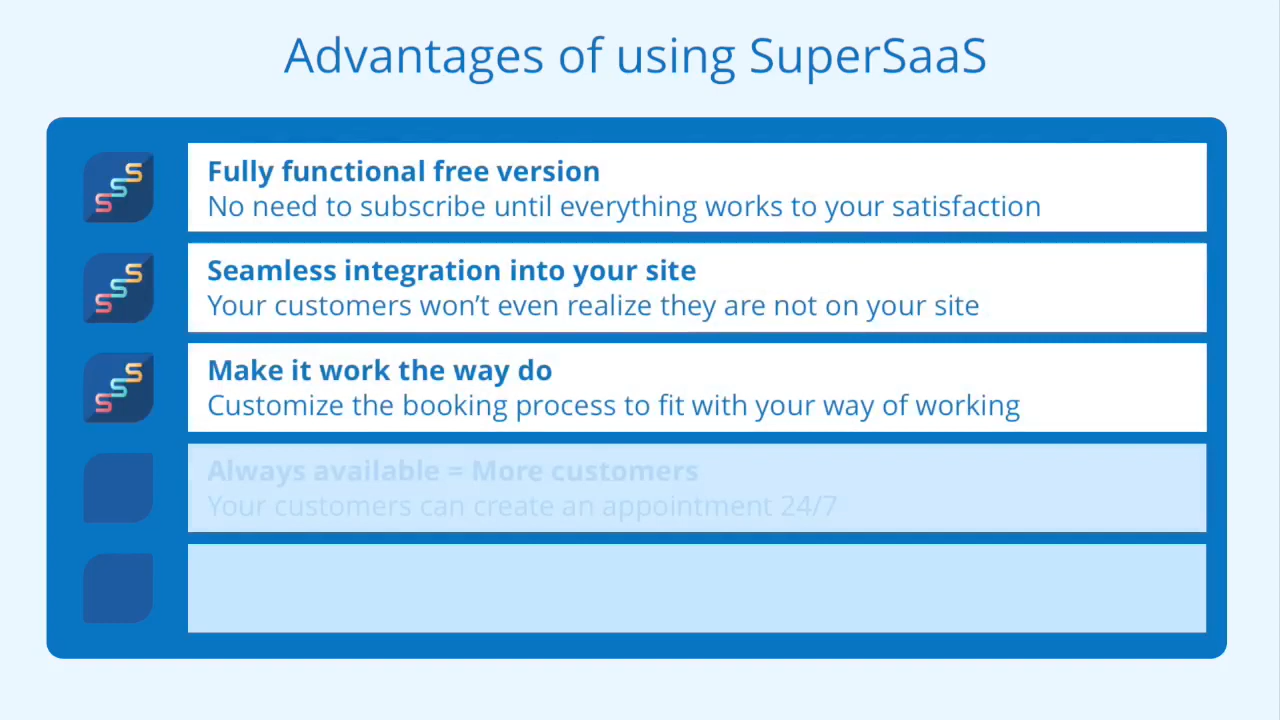 Advantages of using SuperSaaS
SSS
Fully functional free version
No need to subscribe until everything works to your satisfaction
SSS
Seamless integration into your site
Your customers won’t even realize they are not on your site
SSS
Make it work the way do
Customize the booking process to fit with your way of working
Always available = More customers
Your customers can create an appointment 24/7